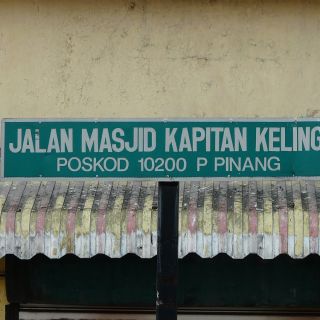 JALAN MASJID KAPITAN KELING
POSKOD 10200 P PINANG